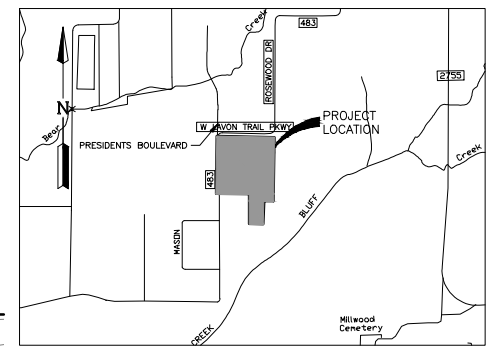 Creek
483
ROSEWOOD DR
2755
N
Bear
W LAVON TRAIL PKWY
PROJECT
LOCATION
PRESIDENTS BOULEVARD
Creek
483
BLUFF
MASON
CREEK
Millwood
Cemetery